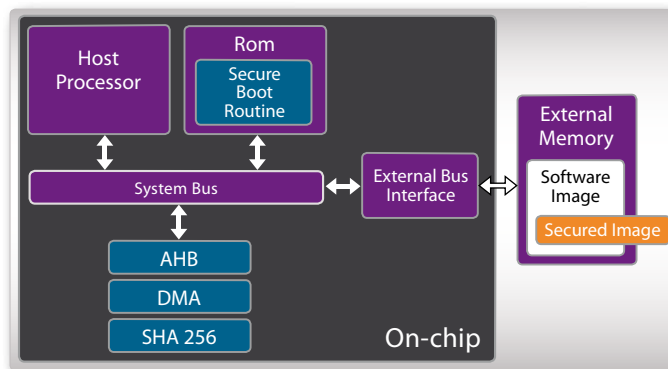 Host
Processor
Rom
Secure
Boot
Routine
System Bus
External Bus
Interface
External
Memory
Software
Image
Secured Image
AHB
DMA
SHA 256
On-chip